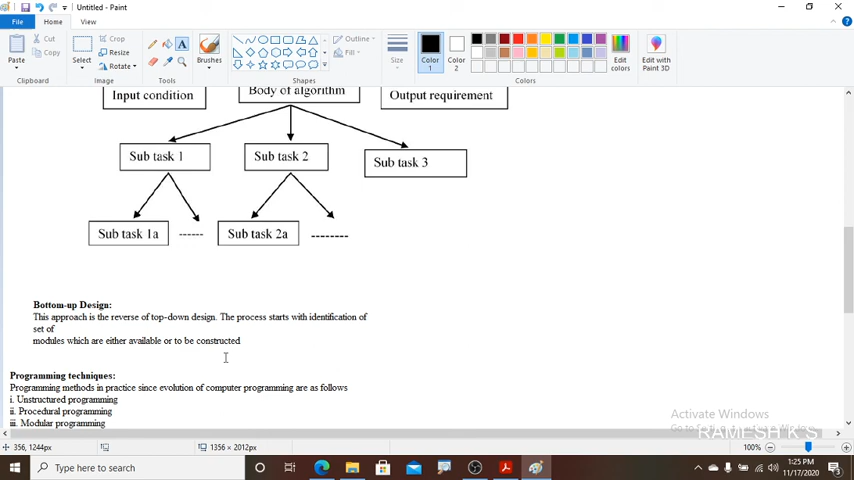 Untitled - Paint
File
Home
View
Paste
Cut
Copy
Clipboard
Select
Crop
Resize
Rotate
Image
Tools
Brushes
Outline
Fill
Shapes
Size
Color
1
Color
2
Edit
colors
Edit with
Paint 3D
Colors
Input condition
Body of algorithm
Output requirement
Sub task 1
Sub task 2
Sub task 3
Sub task 1a
------
Sub task 2a
--------
Bottom-up Design:
This approach is the reverse of top-down design. The process starts with identification of
set of
modules which are either available or to be constructed
Programming techniques:
Programming methods in practice since evolution of computer programming are as follows
i. Unstructured programming
ii. Procedural programming
iii. Modular programming
Activate Windows
RAMESH K S
356, 1244px
1356 × 2012px
100%
Type here to search
1:25 PM
11/17/2020